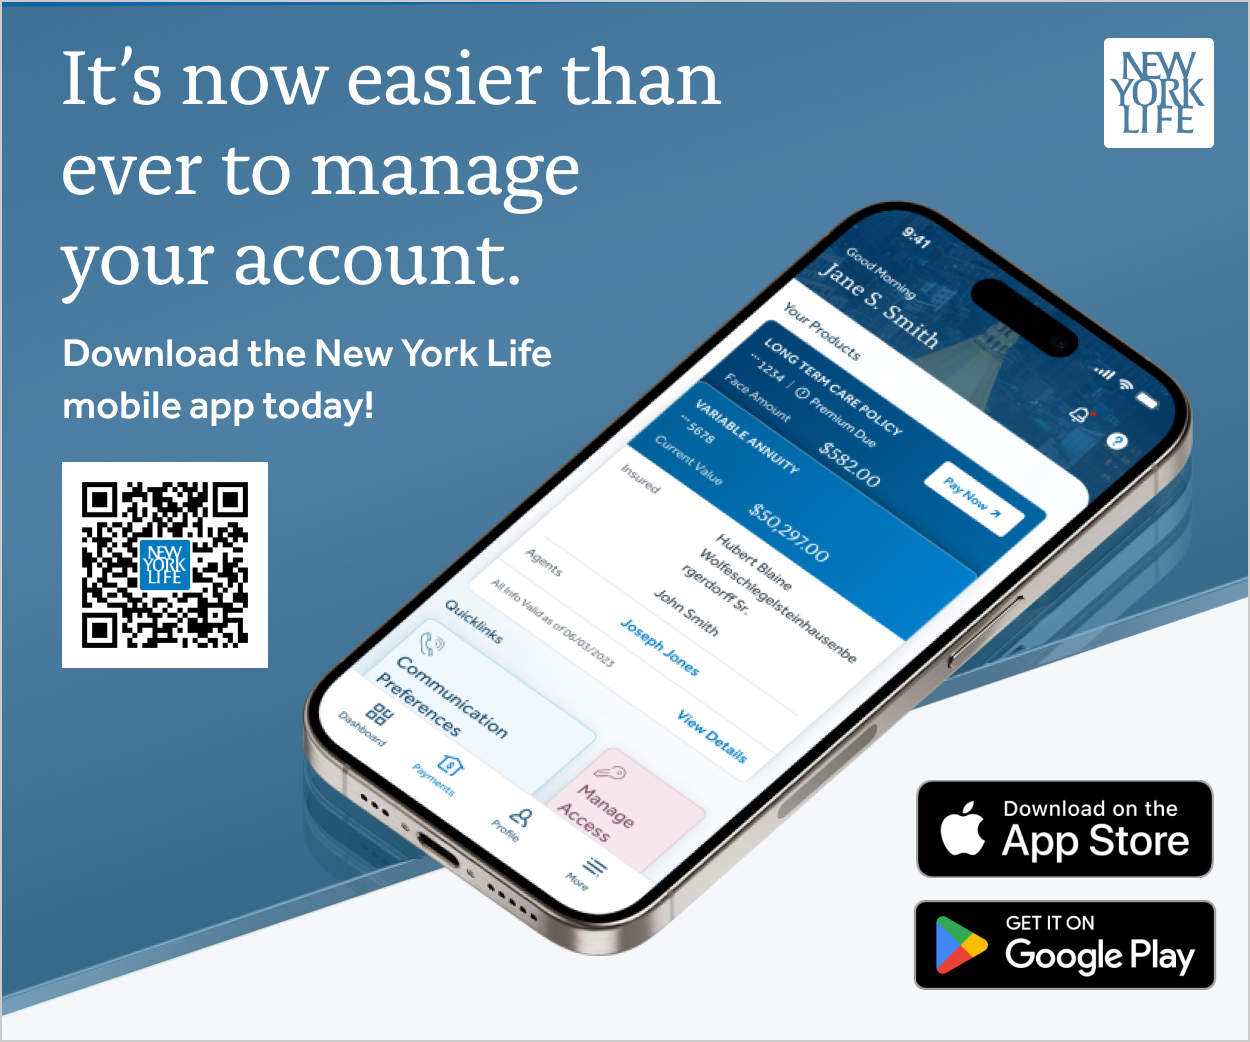 It's now easier than
ever to manage
your account.
NEW
YORK
LIFE
Download the New York Life
mobile app today!
NEW
YORK
LIFE
9:41
Good Morning
Jane S. Smith
?
Your Products
LONG TERM CARE POLICY
...1234 | Premium Due
Face Amount
$582.00
Pay Now
VARIABLE ANNUITY
...5678
Current Value
$50,297.00
Insured
Hubert Blaine
Wolfeschlegelsteinhausenbe
rgerdorff Sr.
John Smith
Agents
Joseph Jones
All Info Valid as of 06/03/2023
View Details
Quicklinks
Communication
Preferences
Manage
Access
Dashboard
Payments
Profile
More
Download on the
App Store
GET IT ON
Google Play